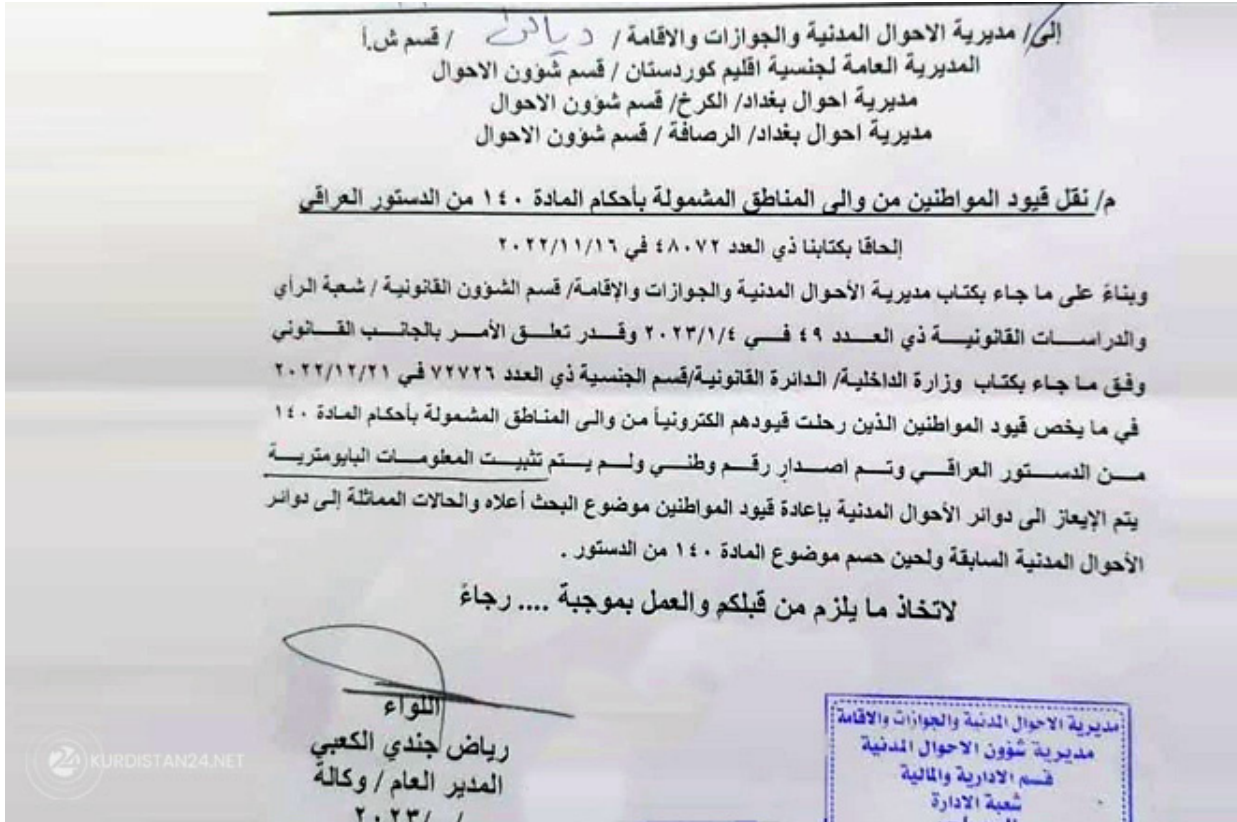 إلى/ مديرية الاحوال المدنية والجوازات والاقامة / ديالى / قسم ش.أ
المديرية العامة لجنسية اقليم كوردستان / قسم شؤون الاحوال
مديرية احوال بغداد/ الكرخ/ قسم شؤون الاحوال
مديرية احوال بغداد/ الرصافة / قسم شؤون الاحوال
م/ نقل قيود المواطنين من والى المناطق المشمولة بأحكام المادة ١٤٠ من الدستور العراقي
إلحاقا بكتابنا ذي العدد ٤٨٠٧٢ في ٢٠٢٢/١١/١٦
وبناءً على ما جاء بكتاب مديرية الأحوال المدنية والجوازات والإقامة/ قسم الشؤون القانونية / شعبة الرأي
والدراسات القانونية ذي العدد ٤٩ في ٢٠٢٣/١/٤ وقدر تعلق الأمر بالجانب القانوني
وفق ما جاء بكتاب وزارة الداخلية/ الدائرة القانونية/قسم الجنسية ذي العدد ٧٢٧٢٦ في ٢٠٢٢/١٢/٢١
في ما يخص قيود المواطنين الذين رحلت قيودهم الكترونياً من والى المناطق المشمولة بأحكام المادة ١٤٠
من الدستور العراقي وتم اصدار رقم وطني ولم يتم تثبيت المعلومات البايومترية
يتم الإيعاز الى دوائر الأحوال المدنية بإعادة قيود المواطنين موضوع البحث أعلاه والحالات المماثلة إلى دوائر
الأحوال المدنية السابقة ولحين حسم موضوع المادة ١٤٠ من الدستور .
لاتخاذ ما يلزم من قبلكم والعمل بموجبة .... رجاءً
اللواء
رياض جندي الكعبي
المدير العام / وكالة
/ /٢٠٢٣
مديرية الاحوال المدنية والجوازات والاقامة
مديرية شؤون الاحوال المدنية
قسم الادارية والمالية
شعبة الادارة
24 KURDISTAN24.NET